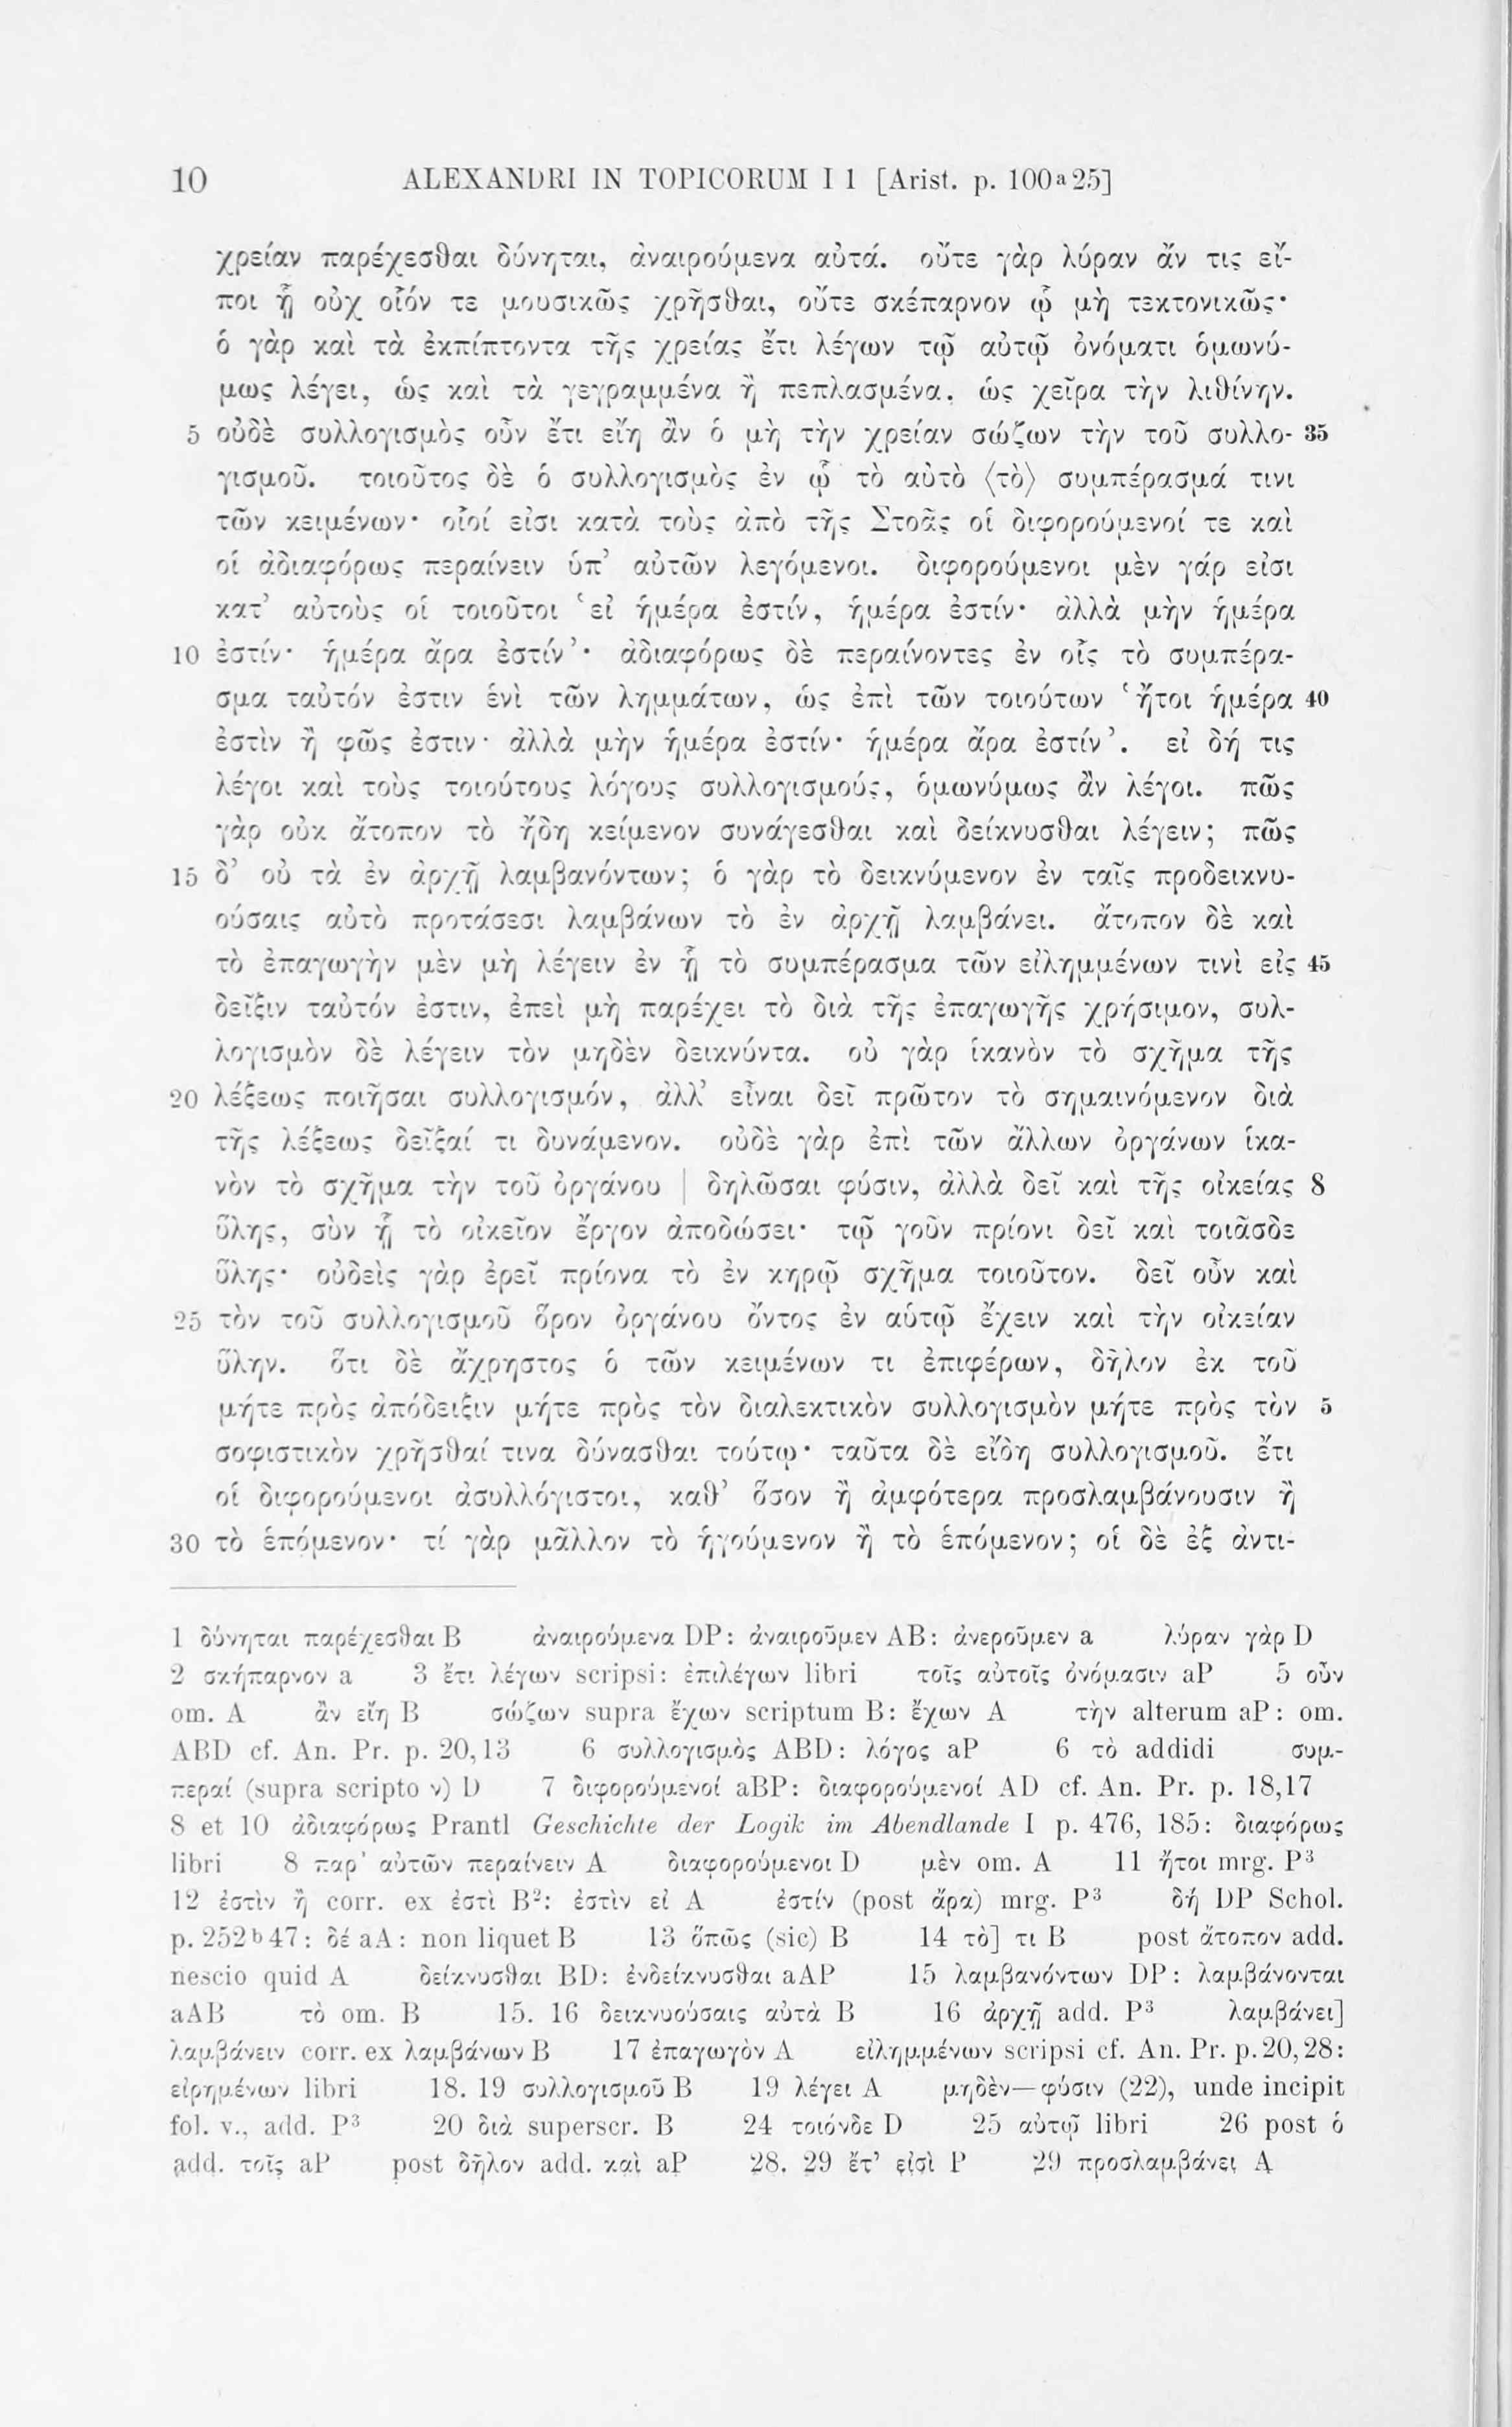 10 ALEXANDRI IN TOPICORUM I 1 [Arist. p. 100a25]
χρείαν παρέχεσθαι δύνηται, ἀναιρούμενα αὐτά. οὔτε γὰρ λύραν ἄν τις εἴ-
ποι ᾗ οὐχ οἷόν τε μουσικῶς χρῆσθαι, οὔτε σκέπαρνον ᾧ μὴ τεκτονικῶς·
ὁ γὰρ καὶ τὰ ἐκπίπτοντα τῆς χρείας ἔτι λέγων τῷ αὐτῷ ὀνόματι ὁμωνύ-
μως λέγει, ὡς καὶ τὰ γεγραμμένα ἢ πεπλασμένα, ὡς χεῖρα τὴν λιθίνην.
5 οὐδὲ συλλογισμὸς οὖν ἔτι εἴη ἂν ὁ μὴ τὴν χρείαν σώζων τὴν τοῦ συλλο- 35
γισμοῦ. τοιοῦτος δὲ ὁ συλλογισμὸς ἐν ᾧ τὸ αὐτὸ ⟨τὸ⟩ συμπέρασμά τινι
τῶν κειμένων· οἷοί εἰσι κατὰ τοὺς ἀπὸ τῆς Στοᾶς οἱ διφορούμενοί τε καὶ
οἱ ἀδιαφόρως περαίνειν ὑπ’ αὐτῶν λεγόμενοι. διφορούμενοι μὲν γάρ εἰσι
κατ’ αὐτοὺς οἱ τοιοῦτοι ‘εἰ ἡμέρα ἐστίν, ἡμέρα ἐστίν· ἀλλὰ μὴν ἡμέρα
10 ἐστίν· ἡμέρα ἄρα ἐστίν’· ἀδιαφόρως δὲ περαίνοντες ἐν οἷς τὸ συμπέρα-
σμα ταὐτόν ἐστιν ἑνὶ τῶν λημμάτων, ὡς ἐπὶ τῶν τοιούτων ‘ἤτοι ἡμέρα 40
ἐστὶν ἢ φῶς ἐστιν· ἀλλὰ μὴν ἡμέρα ἐστίν· ἡμέρα ἄρα ἐστίν’. εἰ δή τις
λέγοι καὶ τοὺς τοιούτους λόγους συλλογισμούς, ὁμωνύμως ἂν λέγοι. πῶς
γὰρ οὐκ ἄτοπον τὸ ἤδη κείμενον συνάγεσθαι καὶ δείκνυσθαι λέγειν; πῶς
15 δ’ οὐ τὰ ἐν ἀρχῇ λαμβανόντων; ὁ γὰρ τὸ δεικνύμενον ἐν ταῖς προδεικνυ-
ούσαις αὐτὸ προτάσεσι λαμβάνων τὸ ἐν ἀρχῇ λαμβάνει. ἄτοπον δὲ καὶ
τὸ ἐπαγωγὴν μὲν μὴ λέγειν ἐν ᾗ τὸ συμπέρασμα τῶν εἰλημμένων τινὶ εἰς 45
δεῖξιν ταὐτόν ἐστιν, ἐπεὶ μὴ παρέχει τὸ διὰ τῆς ἐπαγωγῆς χρήσιμον, συλ-
λογισμὸν δὲ λέγειν τὸν μηδὲν δεικνύντα. οὐ γὰρ ἱκανὸν τὸ σχῆμα τῆς
20 λέξεως ποιῆσαι συλλογισμόν, ἀλλ’ εἶναι δεῖ πρῶτον τὸ σημαινόμενον διὰ
τῆς λέξεως δεῖξαί τι δυνάμενον. οὐδὲ γὰρ ἐπὶ τῶν ἄλλων ὀργάνων ἱκα-
νὸν τὸ σχῆμα τὴν τοῦ ὀργάνου | δηλῶσαι φύσιν, ἀλλὰ δεῖ καὶ τῆς οἰκείας 8
ὕλης, σὺν ᾗ τὸ οἰκεῖον ἔργον ἀποδώσει· τῷ γοῦν πρίονι δεῖ καὶ τοιᾶσδε
ὕλης· οὐδεὶς γὰρ ἐρεῖ πρίονα τὸ ἐν κηρῷ σχῆμα τοιοῦτον. δεῖ οὖν καὶ
25 τὸν τοῦ συλλογισμοῦ ὅρον ὀργάνου ὄντος ἐν αὑτῷ ἔχειν καὶ τὴν οἰκείαν
ὕλην. ὅτι δὲ ἄχρηστος ὁ τῶν κειμένων τι ἐπιφέρων, δῆλον ἐκ τοῦ
μήτε πρὸς ἀπόδειξιν μήτε πρὸς τὸν διαλεκτικὸν συλλογισμὸν μήτε πρὸς τὸν 5
σοφιστικὸν χρῆσθαί τινα δύνασθαι τούτῳ· ταῦτα δὲ εἴδη συλλογισμοῦ. ἔτι
οἱ διφορούμενοι ἀσυλλόγιστοι, καθ’ ὅσον ἢ ἀμφότερα προσλαμβάνουσιν ἢ
30 τὸ ἑπόμενον· τί γὰρ μᾶλλον τὸ ἡγούμενον ἢ τὸ ἑπόμενον; οἱ δὲ ἐξ ἀντι-
1 δύνηται παρέχεσθαι B ἀναιρούμενα DP: ἀναιροῦμεν AB: ἀνεροῦμεν a λύραν γὰρ D
2 σκήπαρνον a 3 ἔτι λέγων scripsi: ἐπιλέγων libri τοῖς αὐτοῖς ὀνόμασιν aP 5 οὖν
om. A ἂν εἴη B σώζων supra ἔχων scriptum B: ἔχων A τὴν alterum aP: om.
ABD cf. An. Pr. p. 20,13 6 συλλογισμὸς ABD: λόγος aP 6 τὸ addidi συμ-
περαί (supra scripto ν) D 7 διφορούμενοί aBP: διαφορούμενοί AD cf. An. Pr. p. 18,17
8 et 10 ἀδιαφόρως Prantl Geschichte der Logik im Abendlande I p. 476, 185: διαφόρως
libri 8 παρ’ αὐτῶν περαίνειν A διαφορούμενοι D μὲν om. A 11 ἤτοι mrg. P3
12 ἐστὶν ἢ corr. ex ἐστὶ B2: ἐστὶν εἰ A ἐστίν (post ἄρα) mrg. P3 δή DP Schol.
p. 252b47: δέ aA: non liquet B 13 ὅπῶς (sic) B 14 τὸ] τι B post ἄτοπον add.
nescio quid A δείκνυσθαι BD: ἐνδείκνυσθαι aAP 15 λαμβανόντων DP: λαμβάνονται
aAB τὸ om. B 15. 16 δεικνυούσαις αὐτὰ B 16 ἀρχῇ add. P3 λαμβάνει]
λαμβάνειν corr. ex λαμβάνων B 17 ἐπαγωγὸν A εἰλημμένων scripsi cf. An. Pr. p. 20,28:
εἰρημένων libri 18. 19 συλλογισμοῦ B 19 λέγει A μηδὲν—φύσιν (22), unde incipit
fol. v., add. P3 20 διὰ superscr. B 24 τοιόνδε D 25 αὐτῷ libri 26 post ὁ
add. τοῖς aP post δῆλον add. καὶ aP 28. 29 ἔτ’ εἰσὶ P 29 προσλαμβάνει A